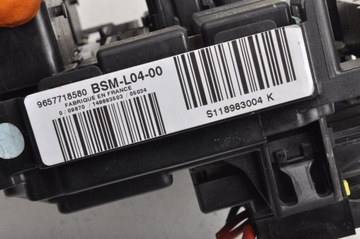 9657718580 BSM-L04-00
FABRIQUE EN FRANCE
S118983004 K